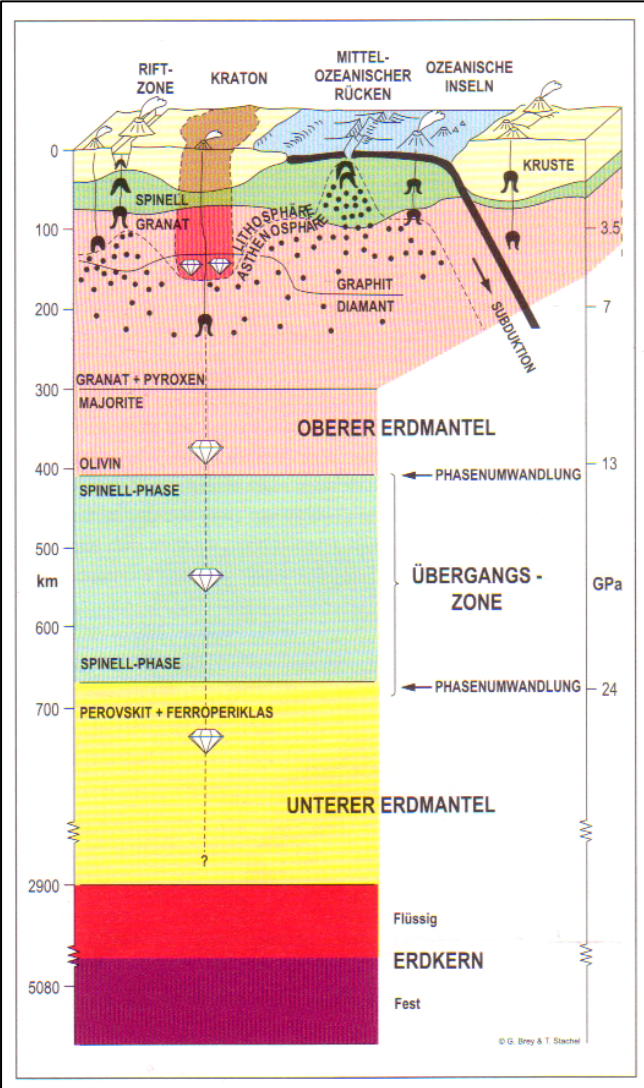 RIFT-
ZONE
KRATON
MITTEL-
OZEANISCHER
RÜCKEN
OZEANISCHE
INSELN
0
KRUSTE
SPINELL
100
GRANAT
LITHOSPHÄRE
ASTHENOSPHÄRE
3.5
GRAPHIT
DIAMANT
200
7
SUBDUKTION
GRANAT + PYROXEN
300
MAJORITE
OBERER ERDMANTEL
OLIVIN
13
400
PHASENUMWANDLUNG
SPINELL-PHASE
500
km
ÜBERGANGS -
ZONE
GPa
600
SPINELL-PHASE
PHASENUMWANDLUNG
24
700
PEROVSKIT + FERROPERIKLAS
UNTERER ERDMANTEL
?
2900
Flüssig
ERDKERN
5080
Fest
© G. Brey & T. Stachel